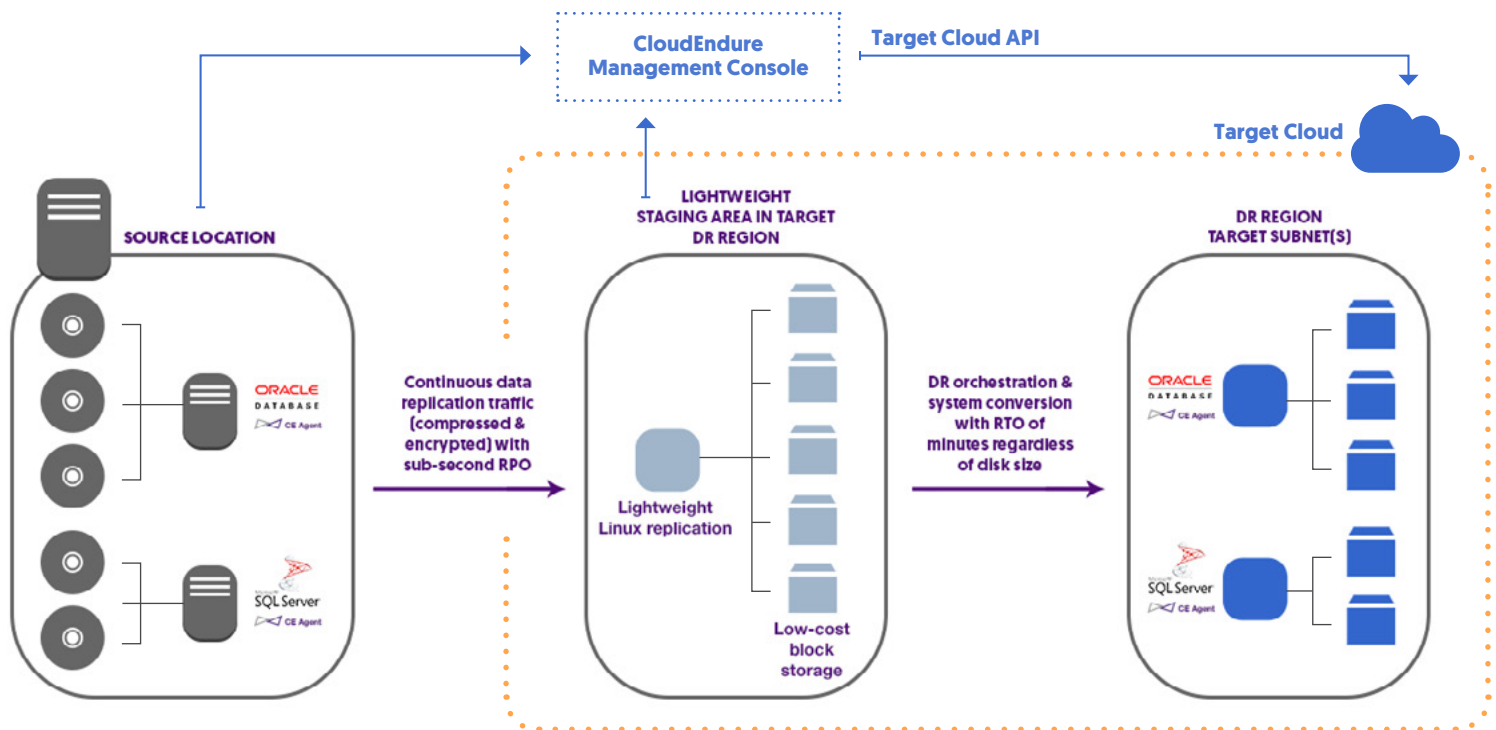 CloudEndure
Management Console
Target Cloud API
Target Cloud
SOURCE LOCATION
ORACLE
DATABASE
CE Agent
SQL Server
CE Agent
Continuous data
replication traffic
(compressed &
encrypted) with
sub-second RPO
LIGHTWEIGHT
STAGING AREA IN TARGET
DR REGION
Lightweight
Linux replication
Low-cost
block
storage
DR orchestration &
system conversion
with RTO of
minutes regardless
of disk size
DR REGION
TARGET SUBNET(S)
ORACLE
DATABASE
CE Agent
SQL Server
CE Agent